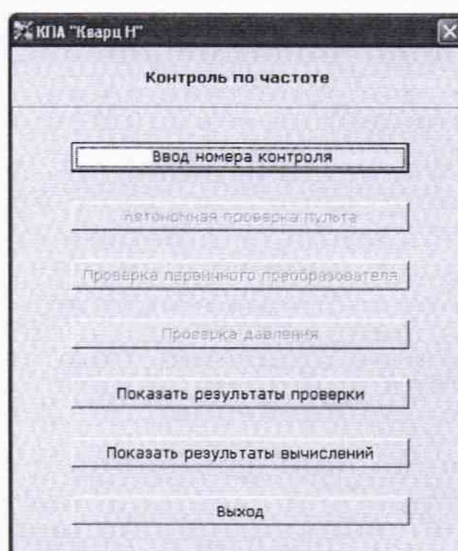 КПА "Кварц Н"
Контроль по частоте
Ввод номера контроля
Автономная проверка пульта
Проверка первичного преобразователя
Проверка давления
Показать результаты проверки
Показать результаты вычислений
Выход